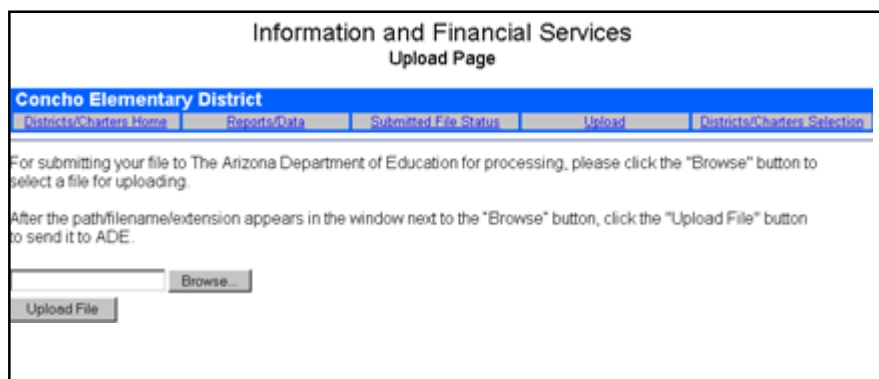 Information and Financial Services
Upload Page
Concho Elementary District
Districts/Charters Home Reports/Data Submitted File Status Upload Districts/Charters Selection
For submitting your file to The Arizona Department of Education for processing, please click the "Browse" button to
select a file for uploading.
After the path/filename/extension appears in the window next to the "Browse" button, click the "Upload File" button
to send it to ADE.
Browse...
Upload File